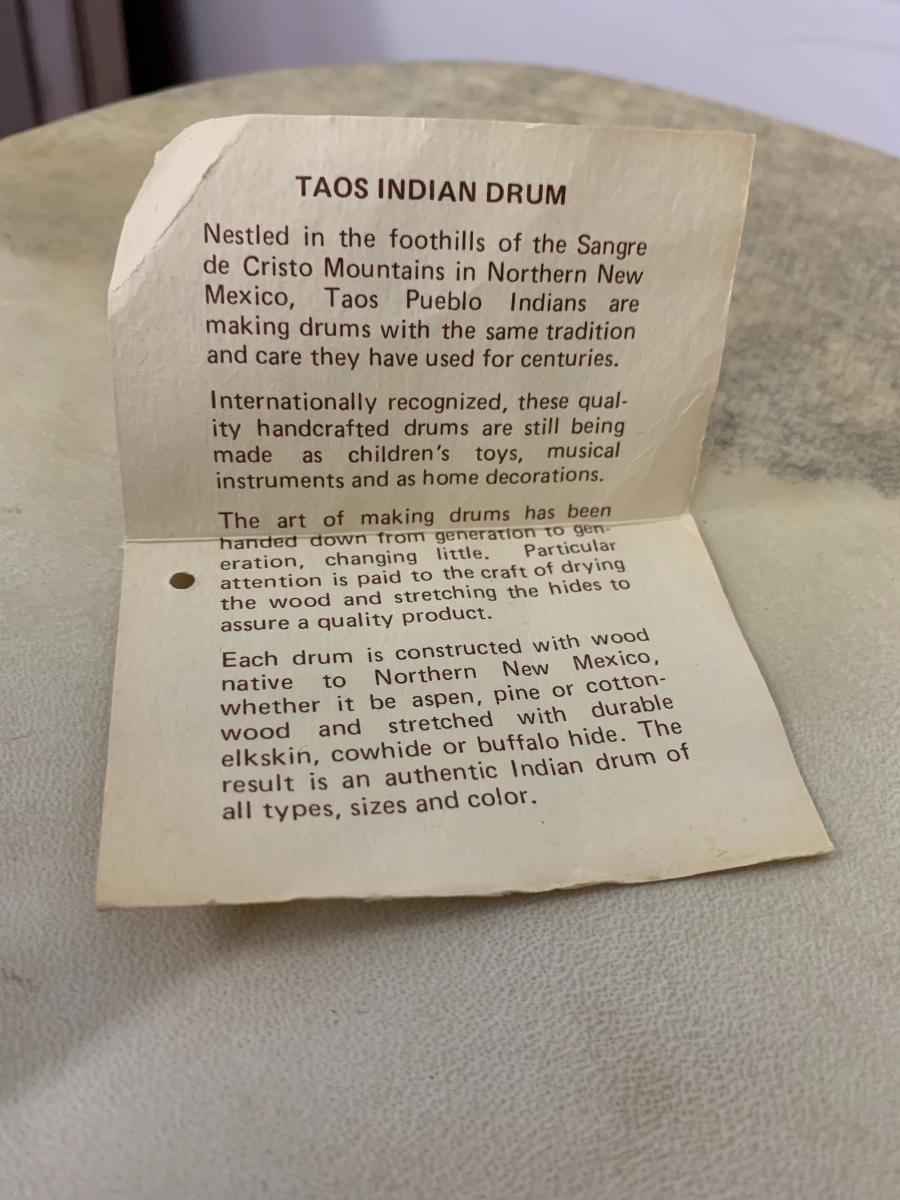 TAOS INDIAN DRUM
Nestled in the foothills of the Sangre
de Cristo Mountains in Northern New
Mexico, Taos Pueblo Indians are
making drums with the same tradition
and care they have used for centuries.
Internationally recognized, these qual-
ity handcrafted drums are still being
made as children's toys, musical
instruments and as home decorations.
The art of making drums has been
handed down from generation to gen-
eration, changing little. Particular
attention is paid to the craft of drying
the wood and stretching the hides to
assure a quality product.
Each drum is constructed with wood
native to Northern New Mexico,
whether it be aspen, pine or cotton-
wood and stretched with durable
elkskin, cowhide or buffalo hide. The
result is an authentic Indian drum of
all types, sizes and color.